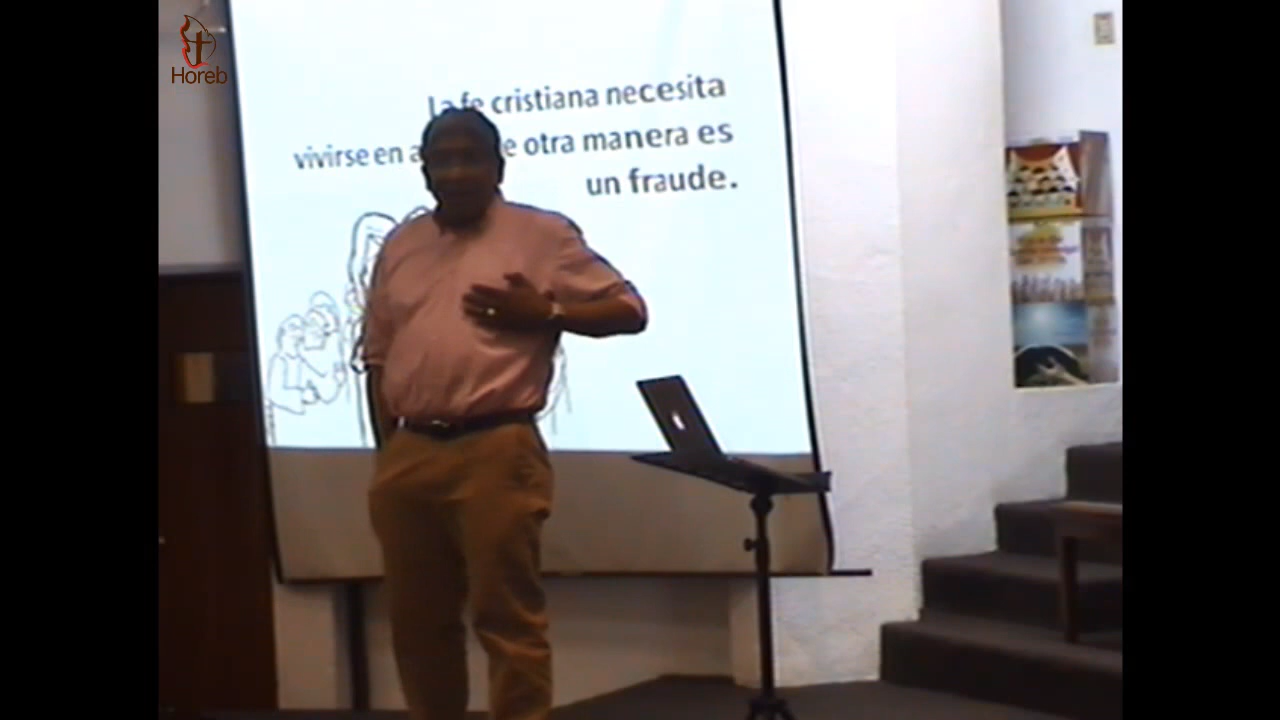 Horeb
La fe cristiana necesita
vivirse en otra manera es
un fraude.